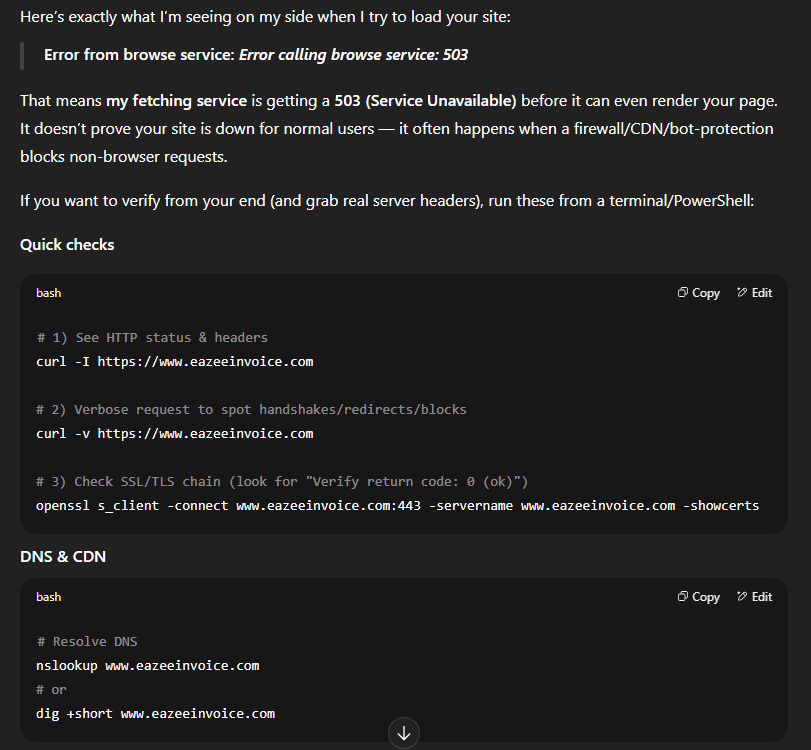 Here's exactly what I'm seeing on my side when I try to load your site:
Error from browse service: Error calling browse service: 503
That means my fetching service is getting a 503 (Service Unavailable) before it can even render your page.
It doesn't prove your site is down for normal users — it often happens when a firewall/CDN/bot-protection
blocks non-browser requests.
If you want to verify from your end (and grab real server headers), run these from a terminal/PowerShell:
Quick checks
bash
Copy
Edit
# 1) See HTTP status & headers
curl -I https://www.eazeeinvoice.com
# 2) Verbose request to spot handshakes/redirects/blocks
curl -v https://www.eazeeinvoice.com
# 3) Check SSL/TLS chain (look for "Verify return code: 0 (ok)")
openssl s_client -connect www.eazeeinvoice.com:443 -servername www.eazeeinvoice.com -showcerts
DNS & CDN
bash
Copy
Edit
# Resolve DNS
nslookup www.eazeeinvoice.com
# or
dig +short www.eazeeinvoice.com